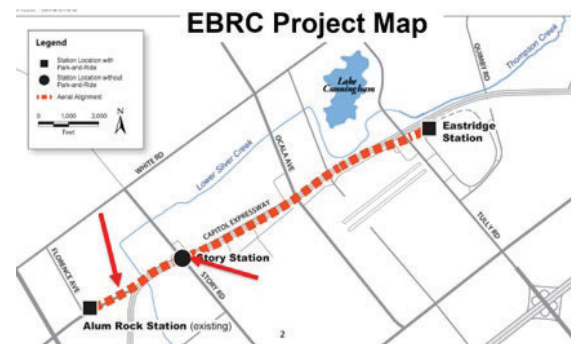 EBRC Project Map
Legend
Station Location with
Park-and-Ride
Station Location without
Park-and-Ride
Aerial Alignment
N
0 1,000 2,000
Feet
Lake
Cunningham
QUIMBY RD
Thompson Creek
Eastridge
Station
WHITE RD
Lower Silver Creek
OCALA AVE
CAPITOL EXPRESSWAY
TULLY RD
FLORENCE AVE
Story Station
STORY RD
Alum Rock Station (existing)
2